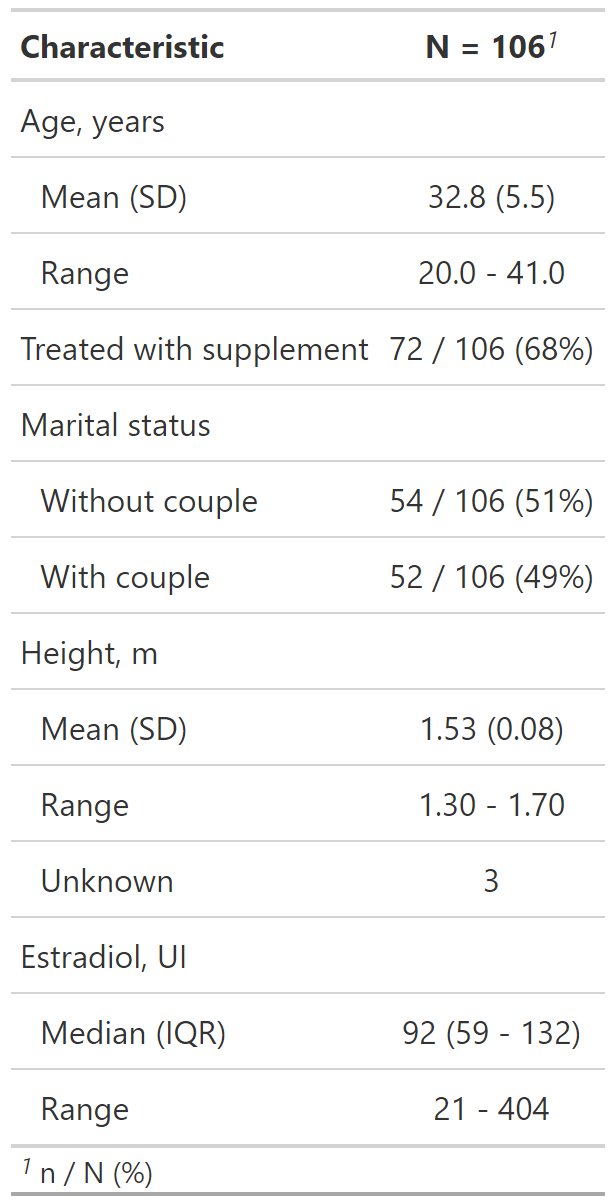 Characteristic N = 106¹
Age, years
Mean (SD) 32.8 (5.5)
Range 20.0 - 41.0
Treated with supplement 72 / 106 (68%)
Marital status
Without couple 54 / 106 (51%)
With couple 52 / 106 (49%)
Height, m
Mean (SD) 1.53 (0.08)
Range 1.30 - 1.70
Unknown 3
Estradiol, UI
Median (IQR) 92 (59 - 132)
Range 21 - 404
¹ n / N (%)